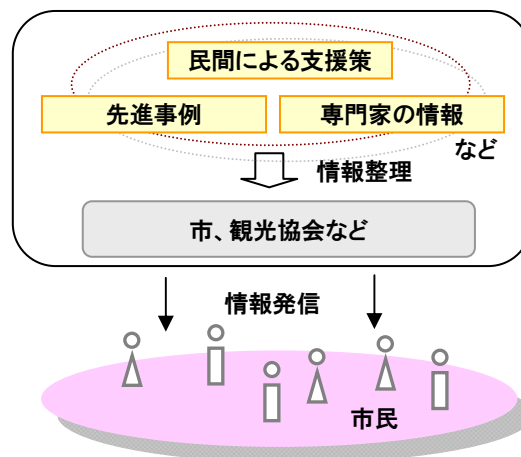 民間による支援策
先進事例
専門家の情報
など
情報整理
市、観光協会など
情報発信
市民